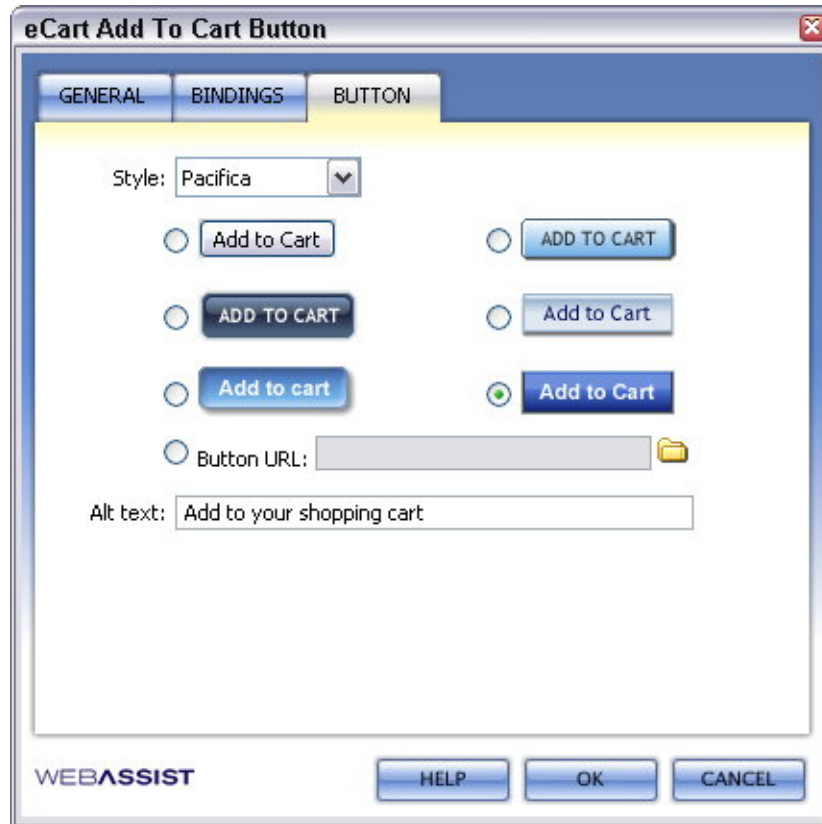 eCart Add To Cart Button
GENERAL BINDINGS BUTTON
Style: Pacifica
Add to Cart ADD TO CART
ADD TO CART Add to Cart
Add to cart Add to Cart
Button URL:
Alt text: Add to your shopping cart
WEBASSIST HELP OK CANCEL